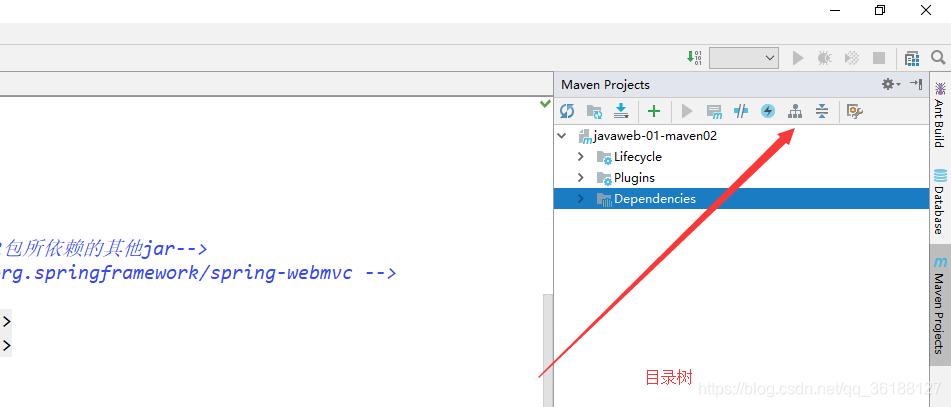 Maven Projects
javaweb-01-maven02
Lifecycle
Plugins
Dependencies
包所依赖的其他jar-->
org.springframework/spring-webmvc -->
>
>
目录树
Ant Build
Database
m
Maven Projects
https://blog.csdn.net/qq_36188127